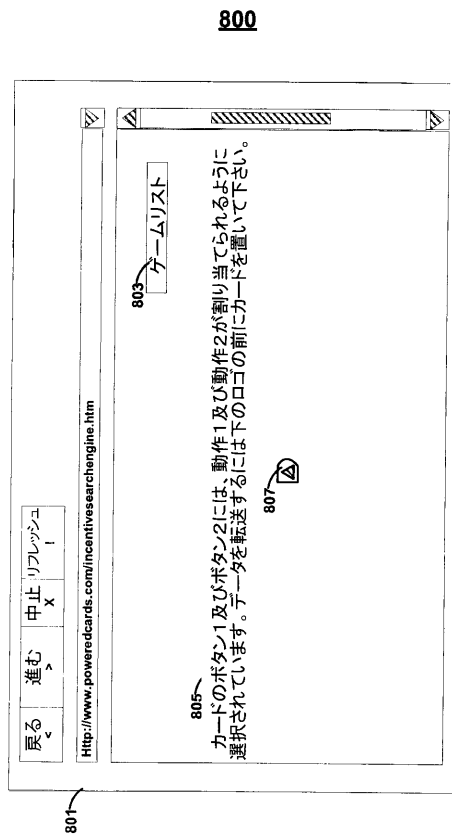 800
801
戻る 進む 中止 リフレッシュ
< > X !
Http://www.poweredcards.com/incentivesearchengine.htm
803
ゲームリスト
805
カードのボタン1及びボタン2には、動作1及び動作2が割り当てられるように
選択されています。データを転送するには下のロゴの前にカードを置いて下さい。
807